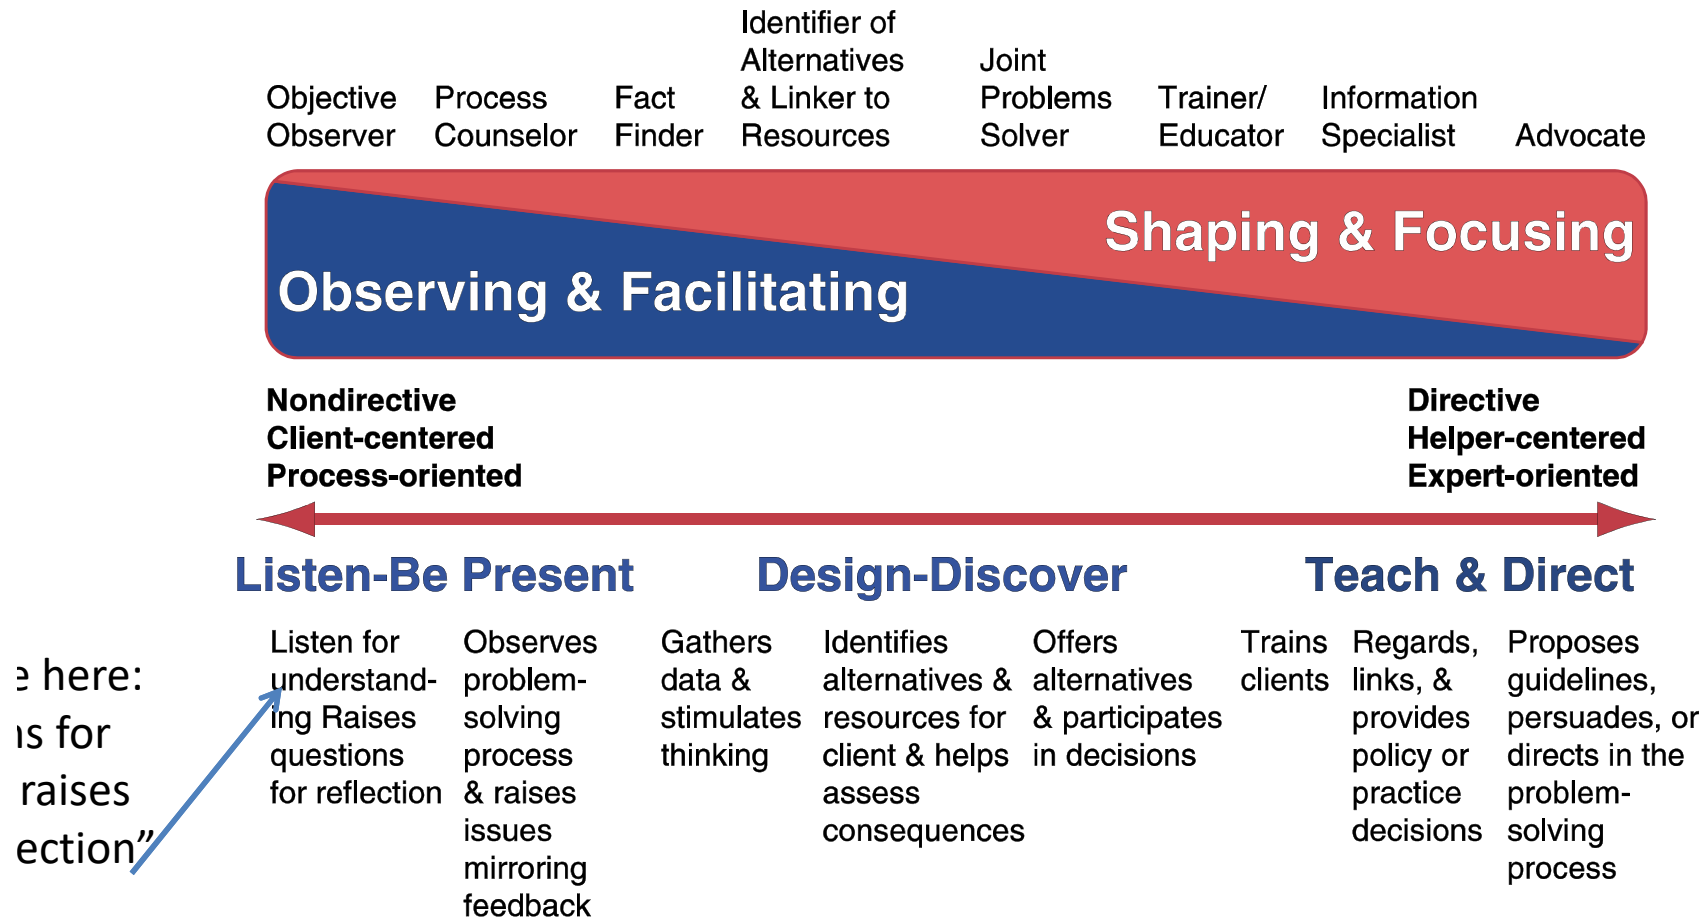 Objective
Observer
Process
Counselor
Fact
Finder
Identifier of
Alternatives
& Linker to
Resources
Joint
Problems
Solver
Trainer/
Educator
Information
Specialist
Advocate
Shaping & Focusing
Observing & Facilitating
Nondirective
Client-centered
Process-oriented
Directive
Helper-centered
Expert-oriented
Listen-Be Present
Design-Discover
Teach & Direct
Listen for
understand-
ing Raises
questions
for reflection
Observes
problem-
solving
process
& raises
issues
mirroring
feedback
Gathers
data &
stimulates
thinking
Identifies
alternatives &
resources for
client & helps
assess
consequences
Offers
alternatives
& participates
in decisions
Trains
clients
Regards,
links, &
provides
policy or
practice
decisions
Proposes
guidelines,
persuades, or
directs in the
problem-
solving
process
here:
for
raises
ection”